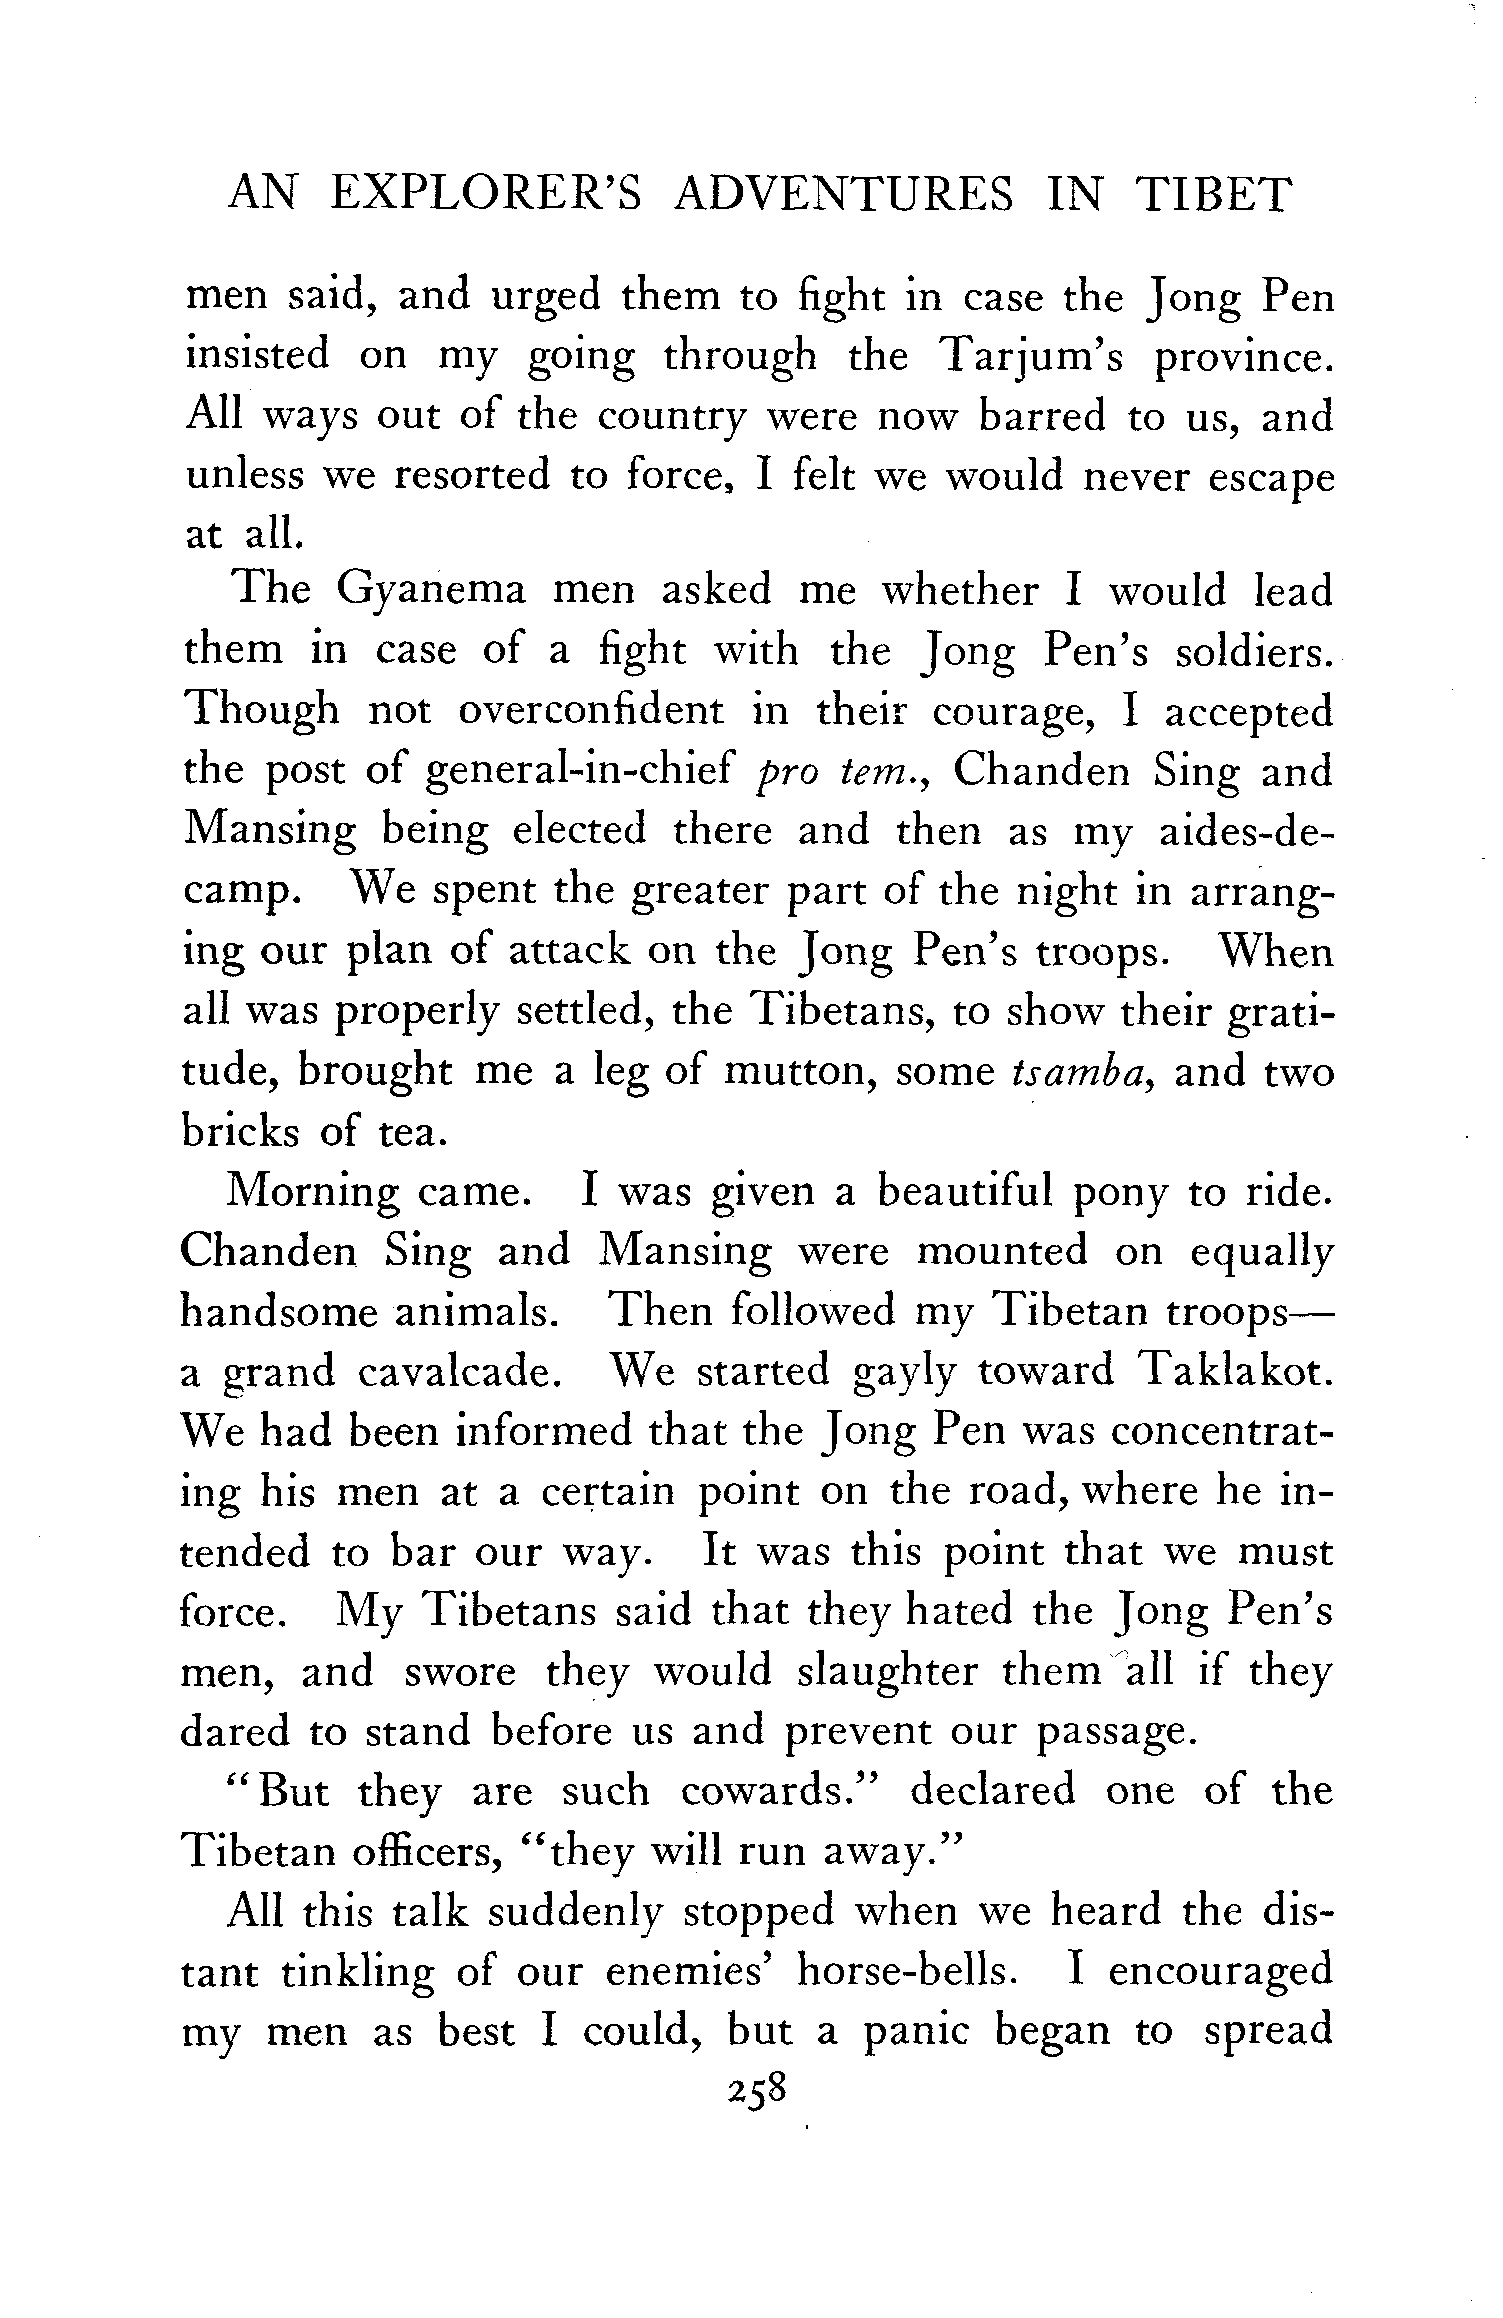 AN EXPLORER'S ADVENTURES IN TIBET
men said, and urged them to fight in case the Jong Pen
insisted on my going through the Tarjum's province.
All ways out of the country were now barred to us, and
unless we resorted to force, I felt we would never escape
at all.
The Gyanema men asked me whether I would lead
them in case of a fight with the Jong Pen's soldiers.
Though not overconfident in their courage, I accepted
the post of general-in-chief pro tem., Chanden Sing and
Mansing being elected there and then as my aides-de-
camp. We spent the greater part of the night in arrang-
ing our plan of attack on the Jong Pen's troops. When
all was properly settled, the Tibetans, to show their grati-
tude, brought me a leg of mutton, some tsamba, and two
bricks of tea.
Morning came. I was given a beautiful pony to ride.
Chanden Sing and Mansing were mounted on equally
handsome animals. Then followed my Tibetan troops—
a grand cavalcade. We started gayly toward Taklakot.
We had been informed that the Jong Pen was concentrat-
ing his men at a certain point on the road, where he in-
tended to bar our way. It was this point that we must
force. My Tibetans said that they hated the Jong Pen's
men, and swore they would slaughter them all if they
dared to stand before us and prevent our passage.
"But they are such cowards." declared one of the
Tibetan officers, "they will run away."
All this talk suddenly stopped when we heard the dis-
tant tinkling of our enemies' horse-bells. I encouraged
my men as best I could, but a panic began to spread
258